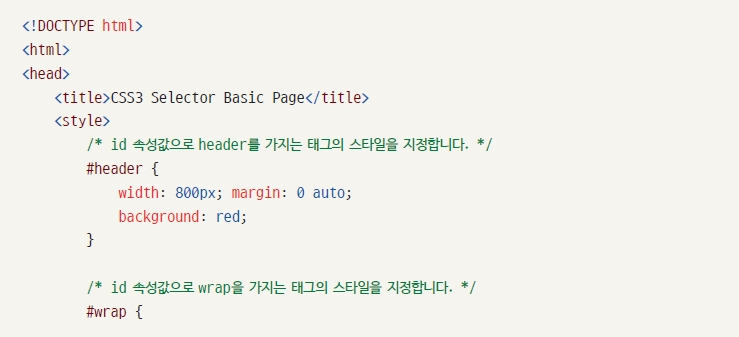 <!DOCTYPE html>
<html>
<head>
    <title>CSS3 Selector Basic Page</title>
    <style>
        /* id 속성값으로 header를 가지는 태그의 스타일을 지정합니다. */
        #header {
            width: 800px; margin: 0 auto;
            background: red;
        }

        /* id 속성값으로 wrap을 가지는 태그의 스타일을 지정합니다. */
        #wrap {